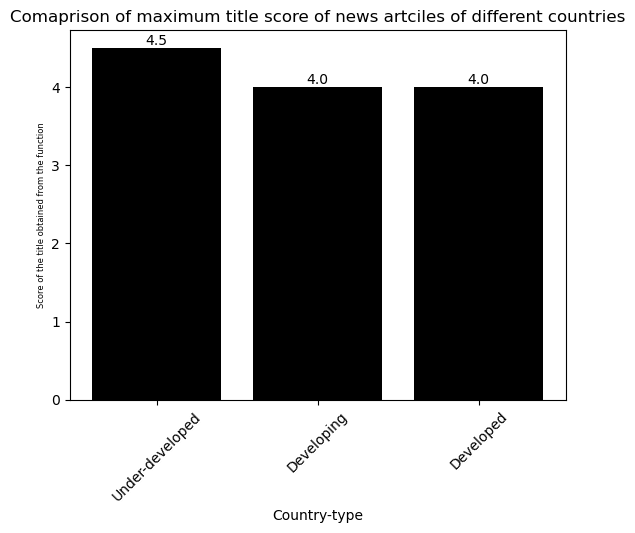 Comaprison of maximum title score of news artciles of different countries
4.5
4.0
4.0
Score of the title obtained from the function
4
3
2
1
0
Under-developed
Developing
Developed
Country-type